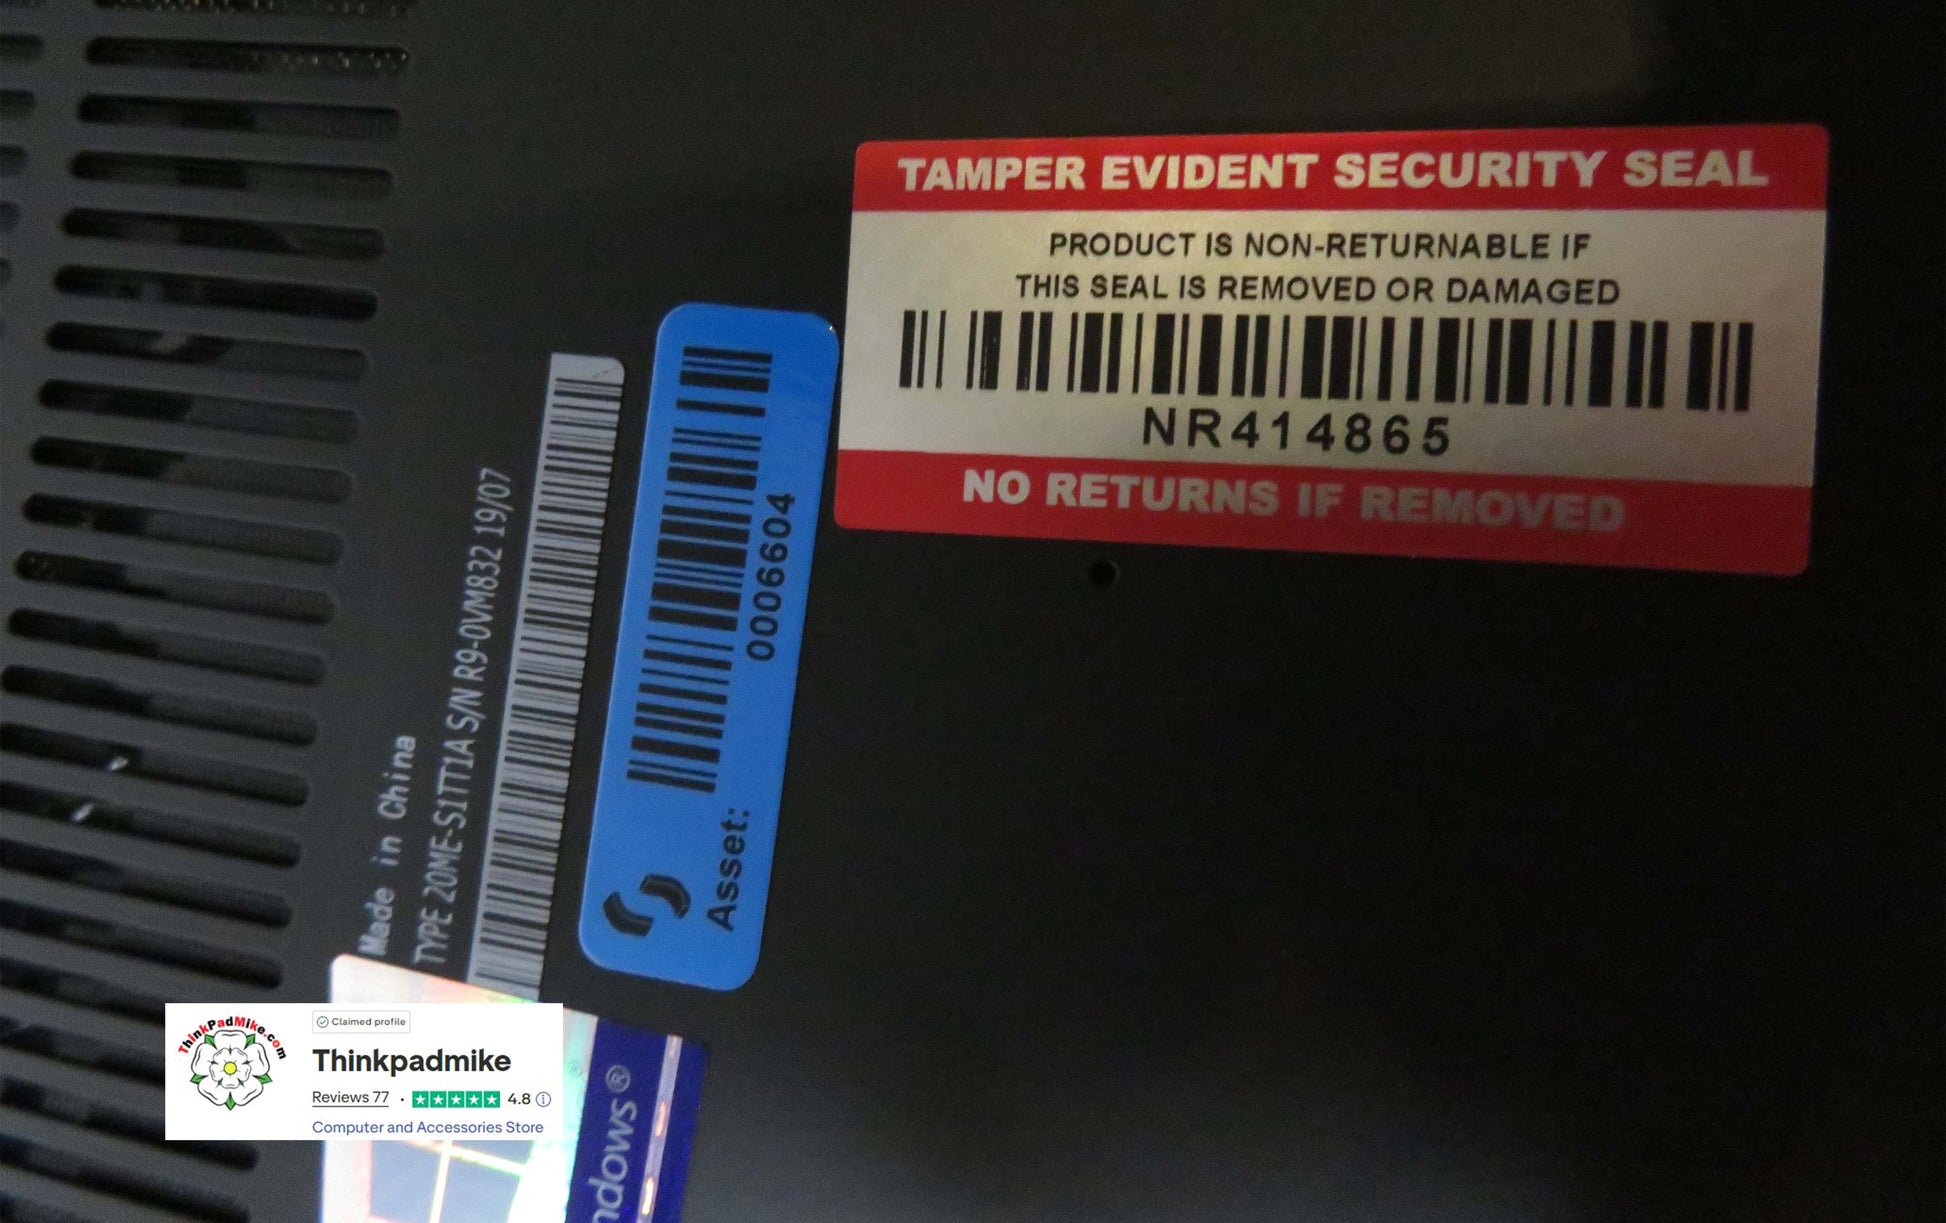 TAMPER EVIDENT SECURITY SEAL
PRODUCT IS NON-RETURNABLE IF
THIS SEAL IS REMOVED OR DAMAGED
NR414865
NO RETURNS IF REMOVED
Asset:
0006604
Made in China
TYPE 20ME-S1TT1A S/N R9-0VM832 19/07
ThinkPadMike.com
Claimed profile
Thinkpadmike
Reviews 77 · 4.8
Computer and Accessories Store
ndows®